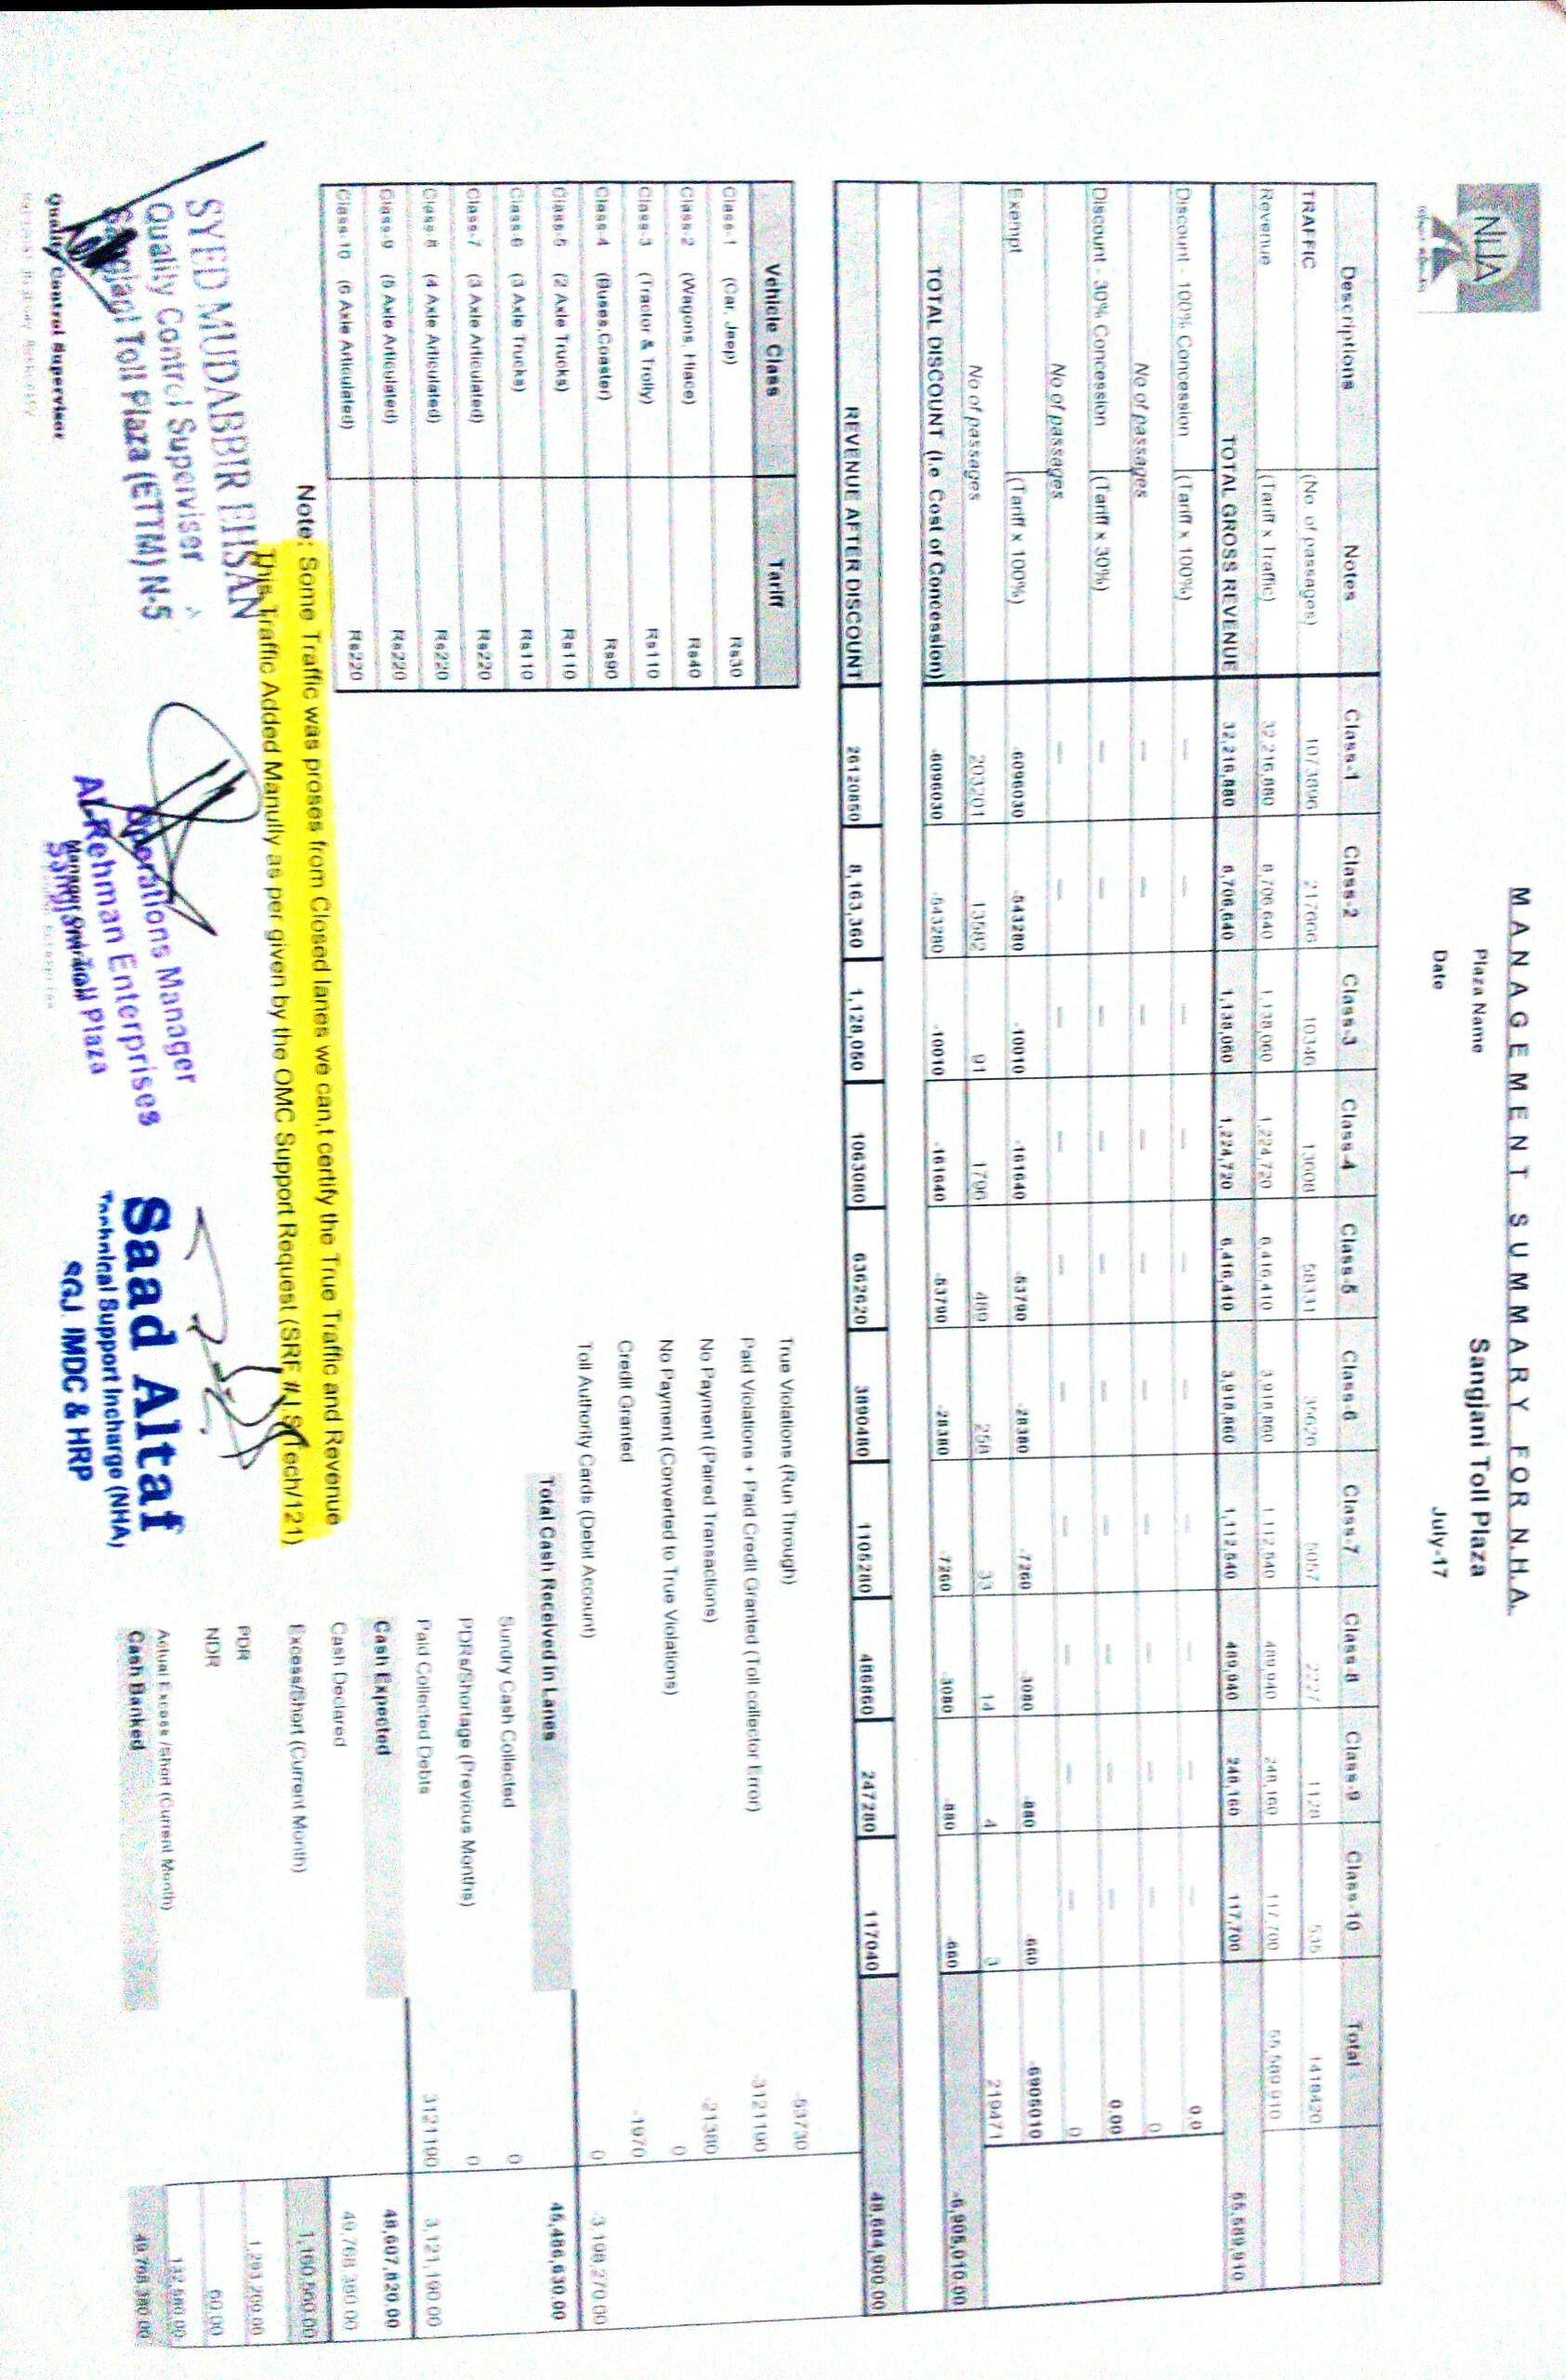 NHA
MANAGEMENT SUMMARY FOR N.H.A.
Plaza Name Sangjani Toll Plaza
Date July-17
Descriptions Notes Class-1 Class-2 Class-3 Class-4 Class-5 Class-6 Class-7 Class-8 Class-9 Class-10 Total
TRAFFIC (No. of passages) 1073896 217666 10346 13608 58331 35626 5057 2227 1128 535 1418420
Revenue (Tariff x Traffic) 32,216,880 8,706,640 1,138,060 1,224,720 6,416,410 3,918,860 1,112,540 489,940 248,160 117,700 55,589,910
TOTAL GROSS REVENUE 32,216,880 8,706,640 1,138,060 1,224,720 6,416,410 3,918,860 1,112,540 489,940 248,160 117,700 55,589,910
Discount - 100% Concession (Tariff x 100%) — — — — — — — — — — 0.0
No of passages — — — — — — — — — — 0
Discount - 30% Concession (Tariff x 30%) — — — — — — — — — — 0.00
No of passages — — — — — — — — — — 0
Exempt (Tariff x 100%) -6096030 -543280 -10010 -161640 -53790 -28380 -7260 -3080 -880 -660 -6905010
No of passages 203201 13582 91 1796 489 258 33 14 4 3 219471
TOTAL DISCOUNT (i.e Cost of Concession) -6096030 -543280 -10010 -161640 -53790 -28380 -7260 -3080 -880 -660 -6,905,010.00
REVENUE AFTER DISCOUNT 26120850 8,163,360 1,128,050 1063080 6362620 3890480 1105280 486860 247280 117040 48,684,900.00
Vehicle Class Tariff
Class-1 (Car, Jeep) Rs30
Class-2 (Wagons, Hiace) Rs40
Class-3 (Tractor & Trolly) Rs110
Class-4 (Buses,Coaster) Rs90
Class-5 (2 Axle Trucks) Rs110
Class-6 (3 Axle Trucks) Rs110
Class-7 (3 Axle Articulated) Rs220
Class-8 (4 Axle Articulated) Rs220
Class-9 (5 Axle Articulated) Rs220
Class-10 (6 Axle Articulated) Rs220
True Violations (Run Through) -53730
Paid Violations + Paid Credit Granted (Toll collector Error) -3121190
No Payment (Paired Transactions) -21380
No Payment (Converted to True Violations) 0
Credit Granted -1970
Toll Authority Cards (Debit Account) 0 -3,198,270.00
Total Cash Received in Lanes 45,486,630.00
Sundry Cash Collected 0
PDRs/Shortage (Previous Months) 0
Paid Collected Debts 3121190 3,121,190.00
Cash Expected 48,607,820.00
Cash Declared 49,768,380.00
Excess/Short (Current Month) 1,160,560.00
PDR 1,293,200.00
NDR 60.00
Actual Excess /Short (Current Month) 132,580.00-
Cash Banked 49,768,380.00
Note: Some Traffic was proses from Closed lanes we can,t certify the True Traffic and Revenue
This Traffic Added Manully as per given by the OMC Support Request (SRF # I.S/Tech/121)
SYED MUDABBIR EHSAN
Quality Control Superviser
Sangjani Toll Plaza (ETTM) N-5
Quality Control Supervisor
Operations Manager
Al-Rehman Enterprises
Sangjani Toll Plaza
Saad Altaf
Technical Support Incharge (NHA)
SGJ. IMDC & HRP